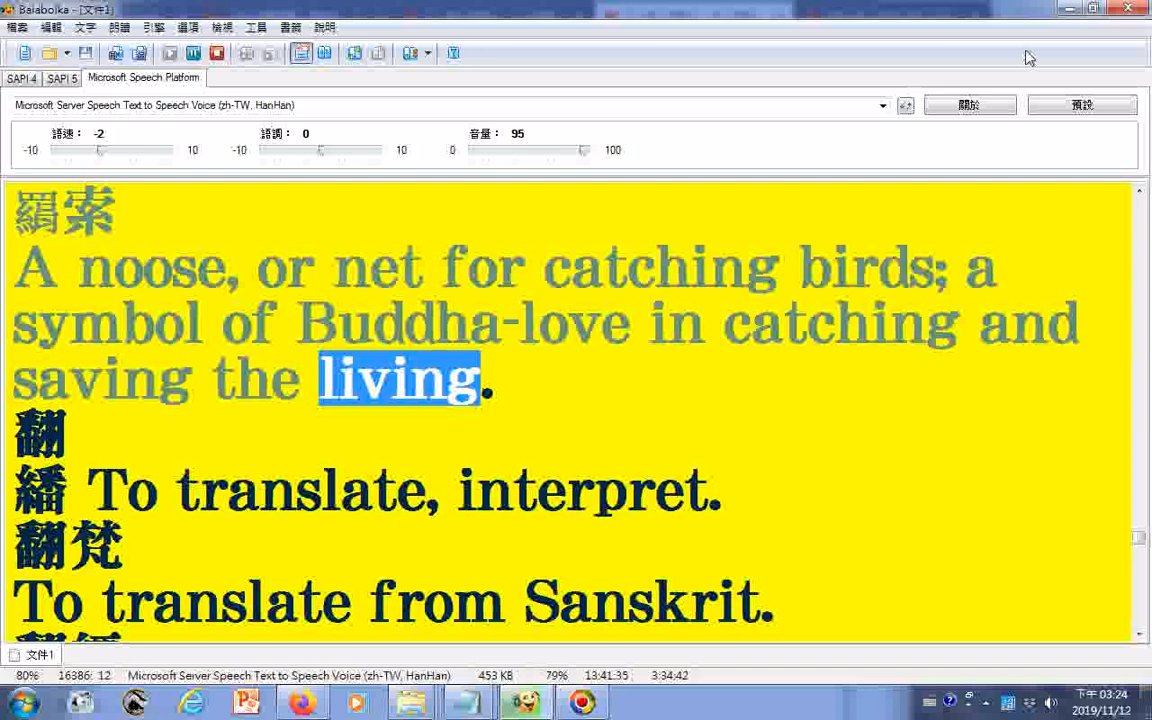 Balabolka - [文件1]
檔案 編輯 文字 朗讀 引擎 選項 檢視 工具 書籤 說明
SAPI 4 SAPI 5 Microsoft Speech Platform
Microsoft Server Speech Text to Speech Voice (zh-TW, HanHan) 關於 預設
語速： -2 語調： 0 音量： 95
-10 10 -10 10 0 100
羂索
A noose, or net for catching birds; a
symbol of Buddha-love in catching and
saving the living.
翻
繙 To translate, interpret.
翻梵
To translate from Sanskrit.
文件1
80% 16386: 12 Microsoft Server Speech Text to Speech Voice (zh-TW, HanHan) 453 KB 79% 13:41:35 3:34:42
下午 03:24
2019/11/12